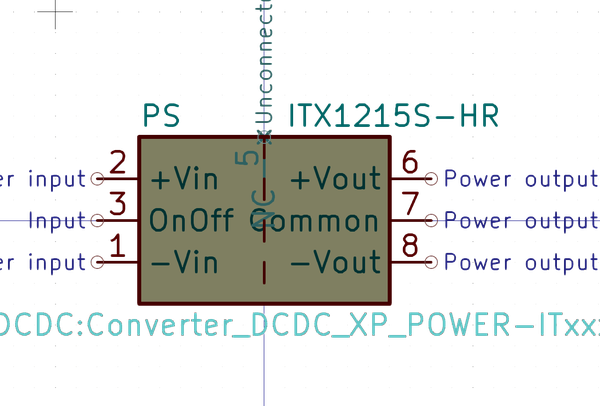 Unconnecte
PS
ITX1215S-HR
5
NC
er input
2
+Vin
+Vout
6
Power output
Input
3
OnOff
Common
7
Power output
er input
1
-Vin
-Vout
8
Power output
DCDC:Converter_DCDC_XP_POWER-ITxx